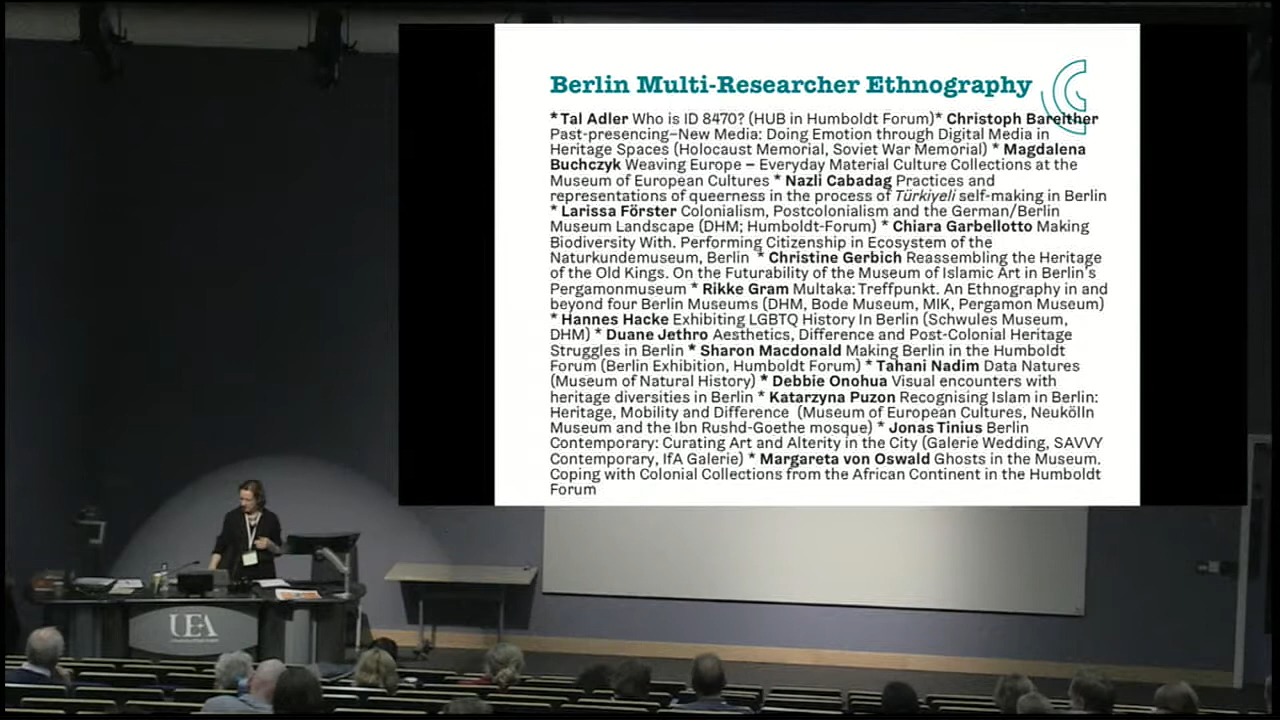 Berlin Multi-Researcher Ethnography
* Tal Adler Who is ID 8470? (HUB in Humboldt Forum)* Christoph Bareither
Past-presencing–New Media: Doing Emotion through Digital Media in
Heritage Spaces (Holocaust Memorial, Soviet War Memorial) * Magdalena
Buchczyk Weaving Europe – Everyday Material Culture Collections at the
Museum of European Cultures * Nazli Cabadag Practices and
representations of queerness in the process of Türkiyeli self-making in Berlin
* Larissa Förster Colonialism, Postcolonialism and the German/Berlin
Museum Landscape (DHM; Humboldt-Forum) * Chiara Garbellotto Making
Biodiversity With. Performing Citizenship in Ecosystem of the
Naturkundemuseum, Berlin * Christine Gerbich Reassembling the Heritage
of the Old Kings. On the Futurability of the Museum of Islamic Art in Berlin's
Pergamonmuseum * Rikke Gram Multaka: Treffpunkt. An Ethnography in and
beyond four Berlin Museums (DHM, Bode Museum, MIK, Pergamon Museum)
* Hannes Hacke Exhibiting LGBTQ History In Berlin (Schwules Museum,
DHM) * Duane Jethro Aesthetics, Difference and Post-Colonial Heritage
Struggles in Berlin * Sharon Macdonald Making Berlin in the Humboldt
Forum (Berlin Exhibition, Humboldt Forum) * Tahani Nadim Data Natures
(Museum of Natural History) * Debbie Onohua Visual encounters with
heritage diversities in Berlin * Katarzyna Puzon Recognising Islam in Berlin:
Heritage, Mobility and Difference (Museum of European Cultures, Neukölln
Museum and the Ibn Rushd-Goethe mosque) * Jonas Tinius Berlin
Contemporary: Curating Art and Alterity in the City (Galerie Wedding, SAVVY
Contemporary, IfA Galerie) * Margareta von Oswald Ghosts in the Museum.
Coping with Colonial Collections from the African Continent in the Humboldt
Forum
UEA